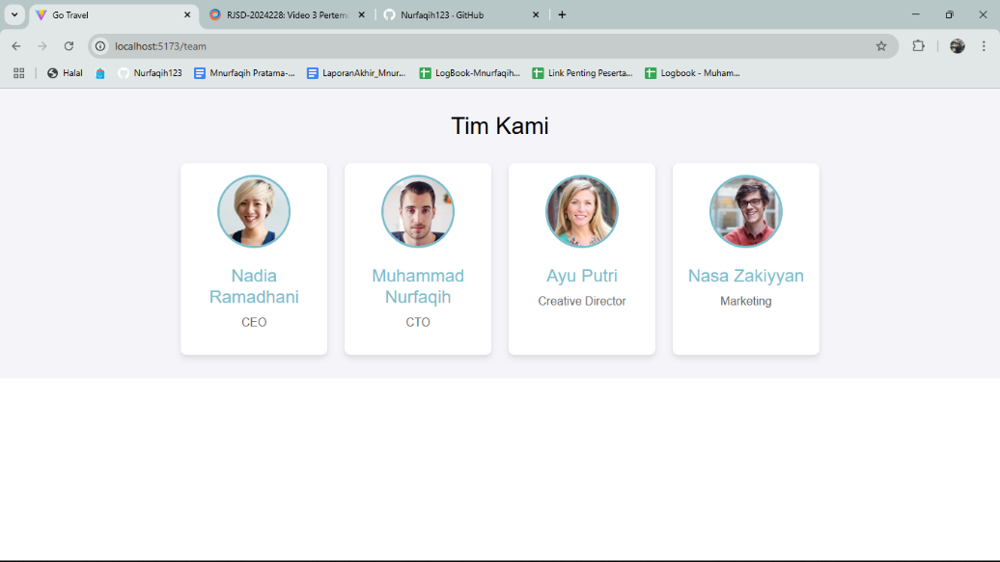 Go Travel
RJSD-2024228: Video 3 Pertem
Nurfaqih123 · GitHub
localhost:5173/team
Halal
Nurfaqih123
Mnurfaqih Pratama-...
LaporanAkhir_Mnur...
LogBook-Mnurfaqih...
Link Penting Peserta...
Logbook - Muham...
Tim Kami
Nadia
Ramadhani
CEO
Muhammad
Nurfaqih
CTO
Ayu Putri
Creative Director
Nasa Zakiyyan
Marketing